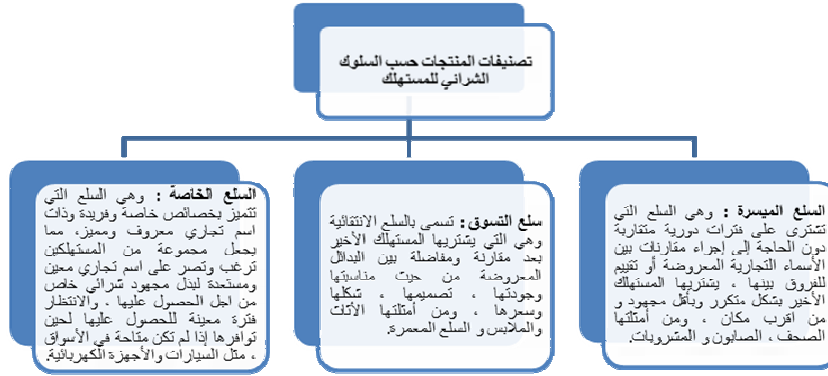 تصنيفات المنتجات حسب السلوك
الشرائي للمستهلك
السلع الميسرة : وهي السلع التي
تشترى على فترات دورية متقاربة
دون الحاجة إلى إجراء مقارنات بين
الأسماء التجارية المعروضة أو تقييم
للفروق بينها ، يشتريها المستهلك
الأخير بشكل متكرر وبأقل مجهود و
من اقرب مكان ، ومن أمثلتها
الصحف ، الصابون و المشروبات.
سلع التسوق : تسمى بالسلع الانتقائية
وهي التي يشتريها المستهلك الأخير
بعد مقارنة ومفاضلة بين البدائل
المعروضة من حيث مناسبتها
وجودتها ، تصميمها ، شكلها
وسعرها ، ومن أمثلتها الأثاث
والملابس و السلع المعمرة.
السلع الخاصة : وهي السلع التي
تتميز بخصائص خاصة وفريدة وذات
اسم تجاري معروف ومميز، مما
يجعل مجموعة من المستهلكين
ترغب وتصر على اسم تجاري معين
ومستعدة لبذل مجهود شرائي خاص
من اجل الحصول عليها ، والانتظار
فترة معينة للحصول عليها لحين
توافرها إذا لم تكن متاحة في الأسواق
، مثل السيارات والأجهزة الكهربائية.